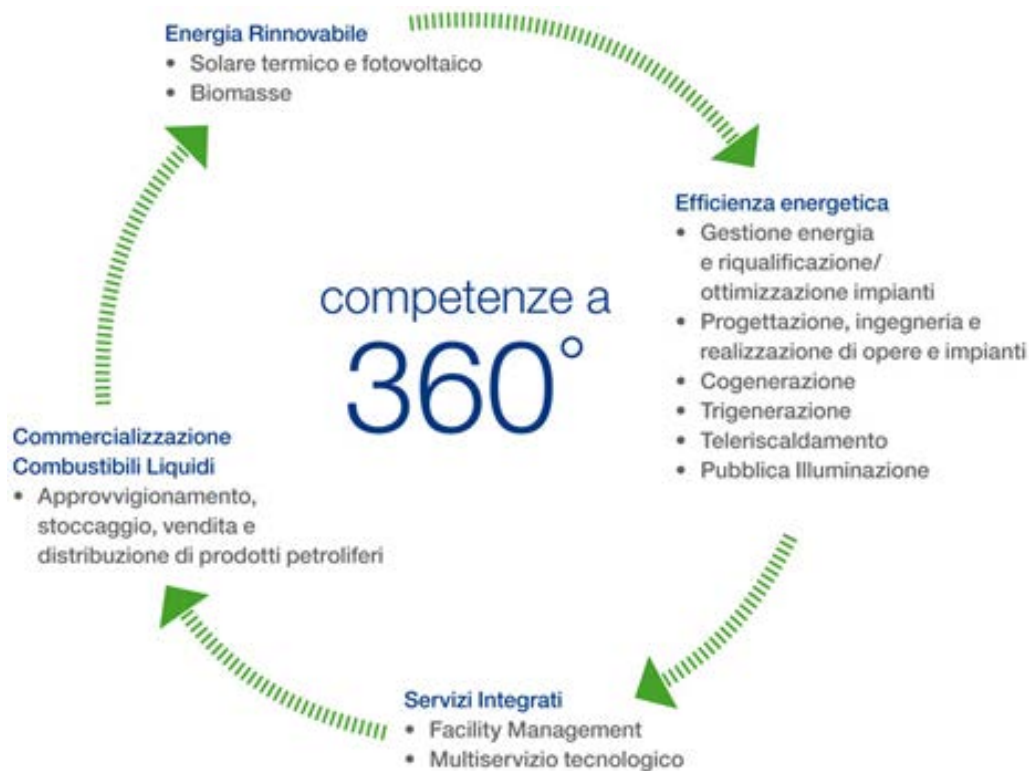 Energia Rinnovabile
• Solare termico e fotovoltaico
• Biomasse
Efficienza energetica
• Gestione energia
e riqualificazione/
ottimizzazione impianti
• Progettazione, ingegneria e
realizzazione di opere e impianti
• Cogenerazione
• Trigenerazione
• Teleriscaldamento
• Pubblica Illuminazione
competenze a
360°
Commercializzazione
Combustibili Liquidi
• Approvvigionamento,
stoccaggio, vendita e
distribuzione di prodotti petroliferi
Servizi Integrati
• Facility Management
• Multiservizio tecnologico